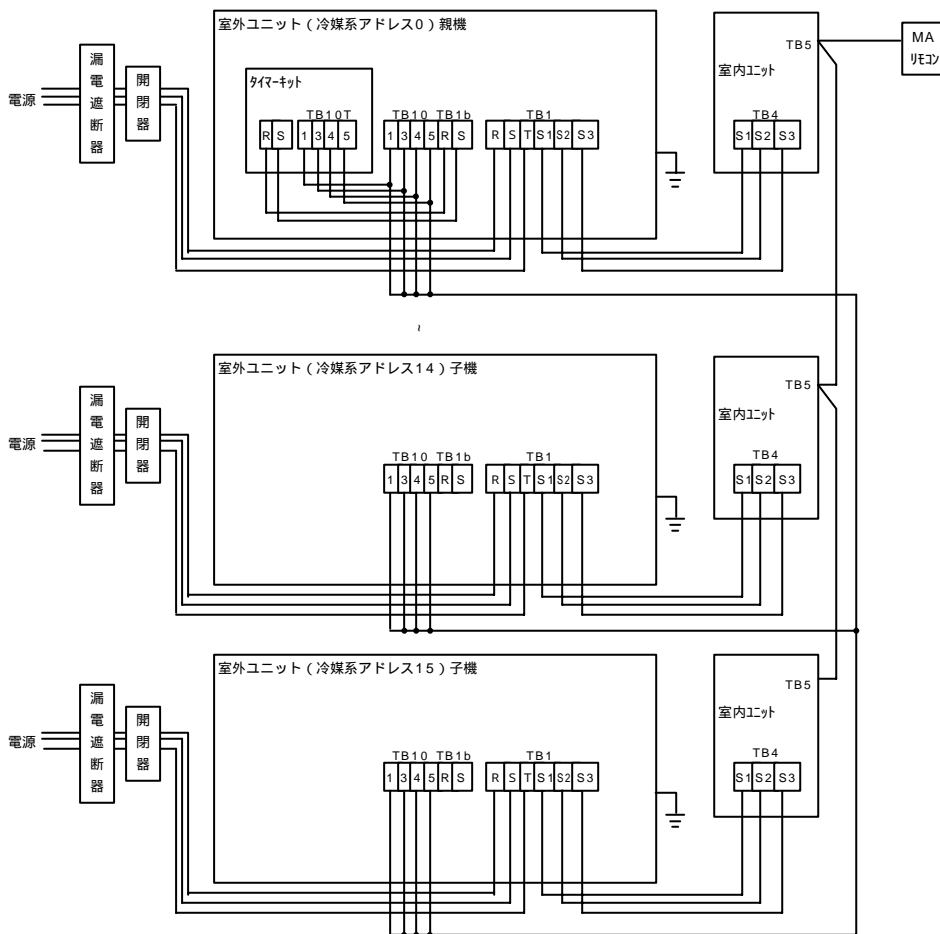 室外ユニット(冷媒系アドレス0)親機
TB5
MA
リモコン
漏電遮断器
開閉器
電源
タイマーキット
室内ユニット
TB10T
TB10 TB1b
TB1
TB4
R S
1 3 4 5
1 3 4 5 R S
R S T S1 S2 S3
S1 S2 S3
~
室外ユニット(冷媒系アドレス14)子機
TB5
漏電遮断器
開閉器
電源
室内ユニット
TB10 TB1b
TB1
TB4
1 3 4 5 R S
R S T S1 S2 S3
S1 S2 S3
室外ユニット(冷媒系アドレス15)子機
TB5
漏電遮断器
開閉器
電源
室内ユニット
TB10 TB1b
TB1
TB4
1 3 4 5 R S
R S T S1 S2 S3
S1 S2 S3